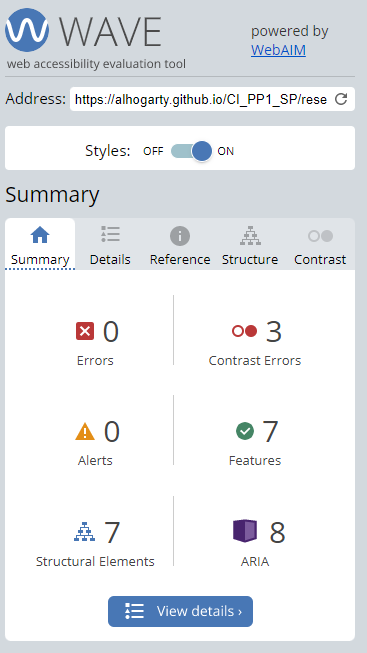 WAVE
powered by
WebAIM
web accessibility evaluation tool
Address: https://alhogarty.github.io/CI_PP1_SP/rese
Styles: OFF ON
Summary
Summary Details Reference Structure Contrast
0 3
Errors Contrast Errors
0 7
Alerts Features
7 8
Structural Elements ARIA
View details ›